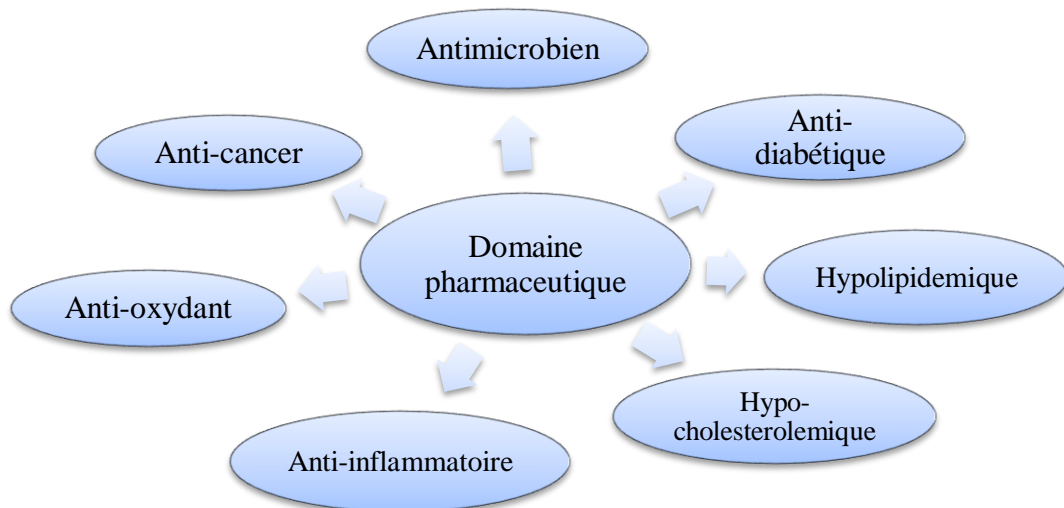 Antimicrobien
Anti-
diabétique
Anti-cancer
Domaine
pharmaceutique
Hypolipidemique
Anti-oxydant
Hypo-
cholesterolemique
Anti-inflammatoire